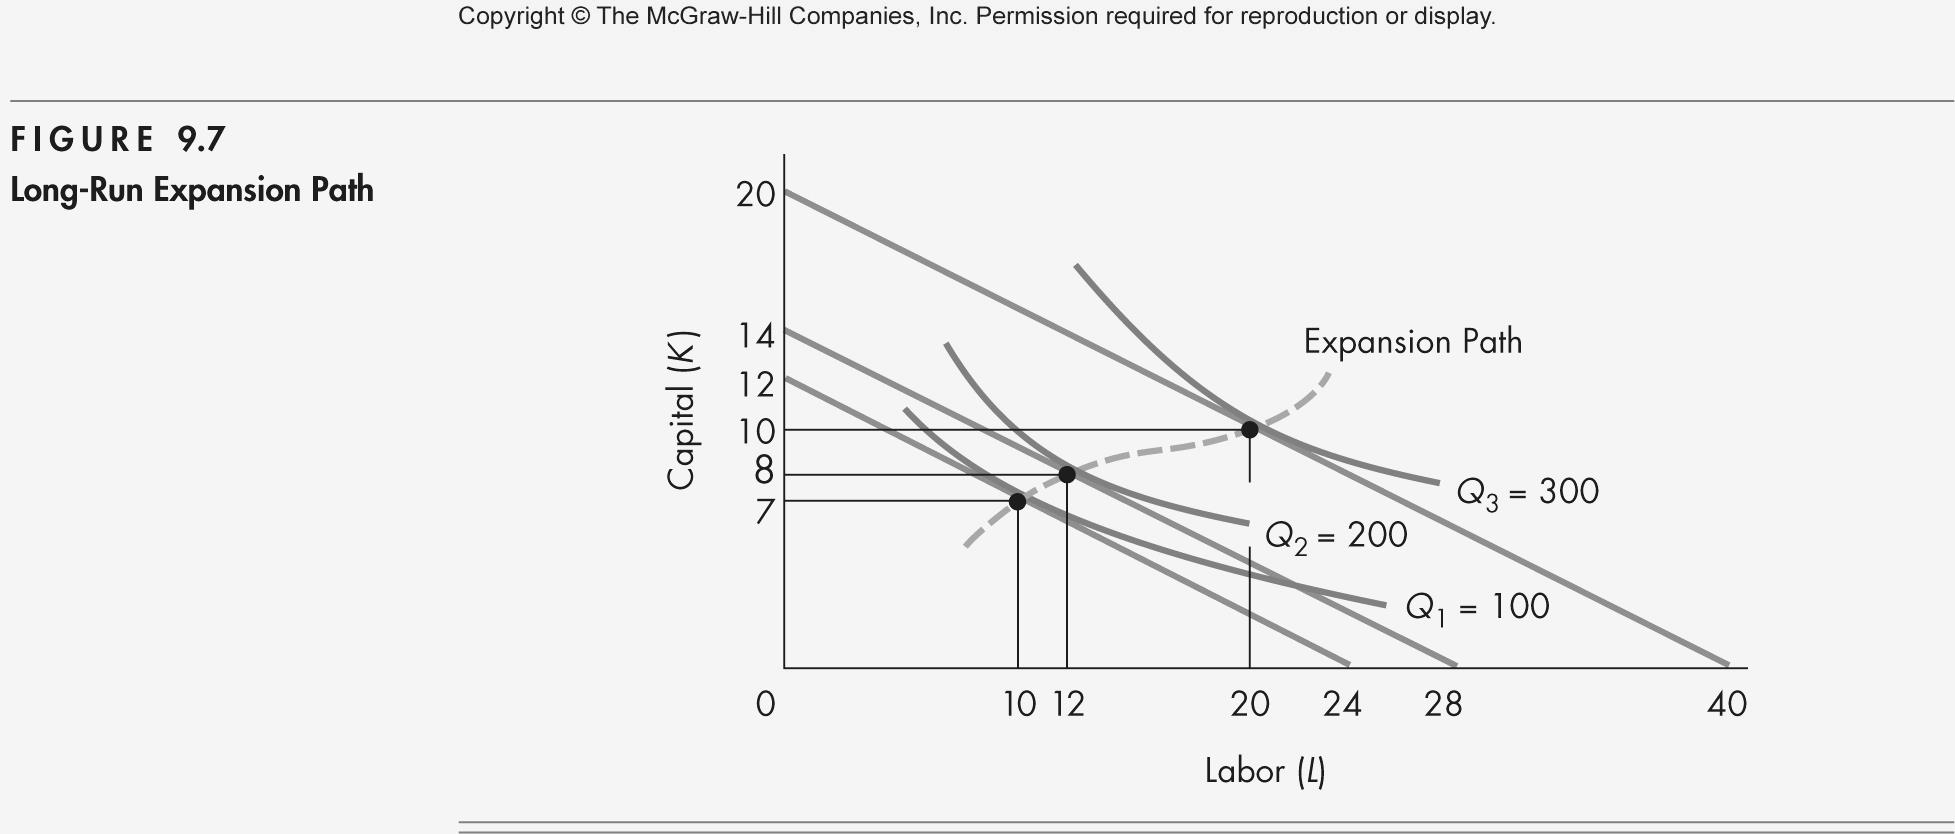 Copyright © The McGraw-Hill Companies, Inc. Permission required for reproduction or display.
FIGURE 9.7
Long-Run Expansion Path
20
14
12
10
8
7
Capital (K)
Expansion Path
Q3 = 300
Q2 = 200
Q1 = 100
0 10 12 20 24 28 40
Labor (L)